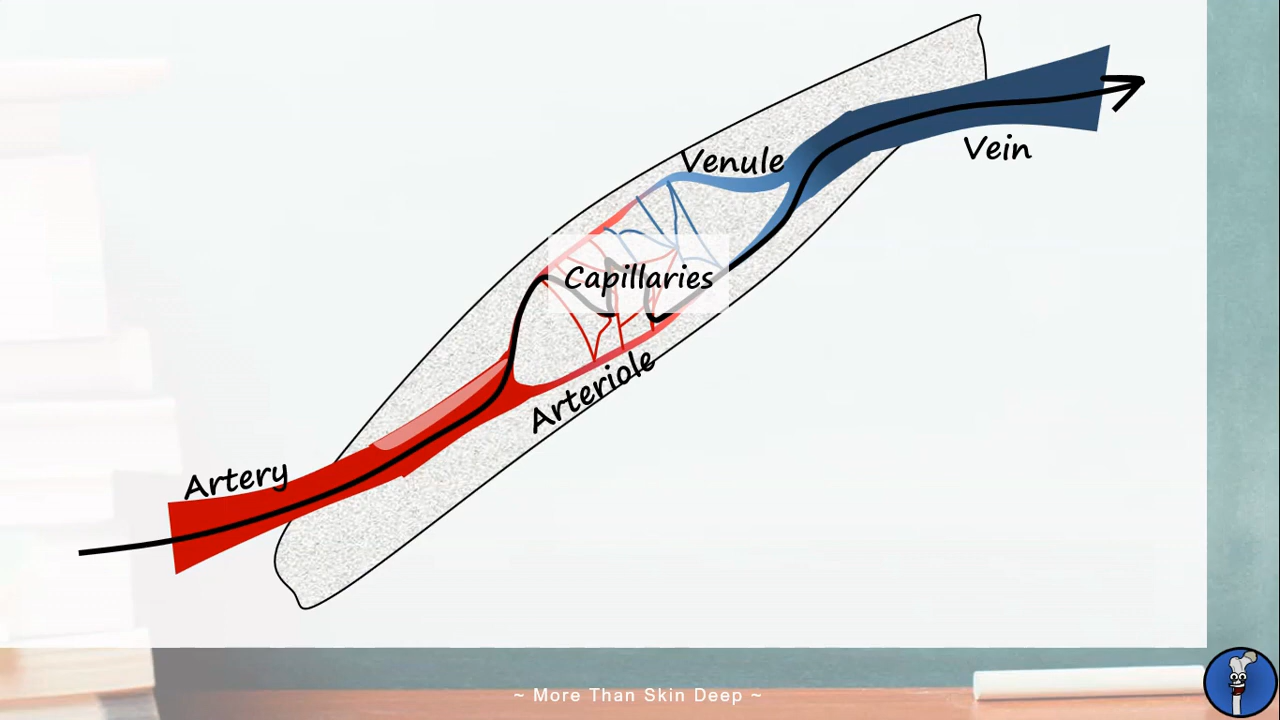 Venule
Vein
Capillaries
Arteriole
Artery
~ More Than Skin Deep ~